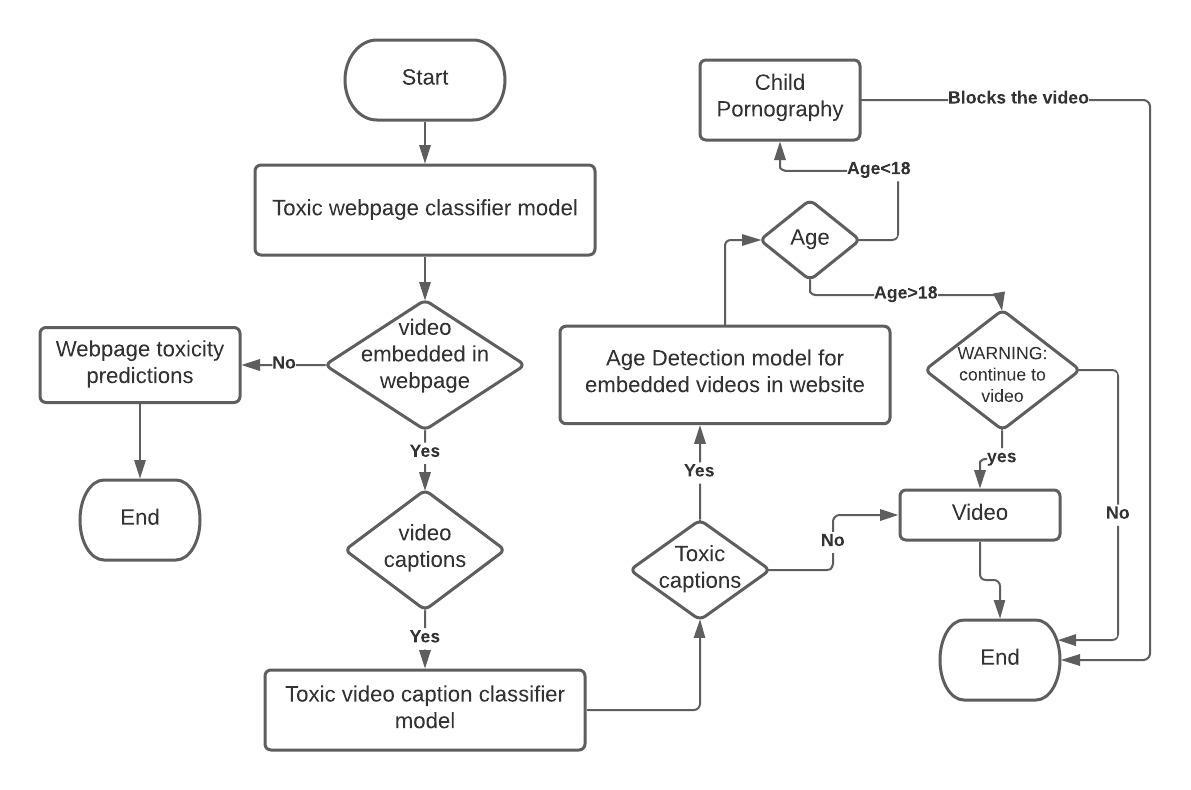 Start
Toxic webpage classifier model
video
embedded in
webpage
No
Webpage toxicity
predictions
End
Yes
video
captions
Yes
Toxic video caption classifier
model
Toxic
captions
Yes
No
Age Detection model for
embedded videos in website
Age
Age<18
Child
Pornography
Blocks the video
Age>18
WARNING:
continue to
video
yes
No
Video
End